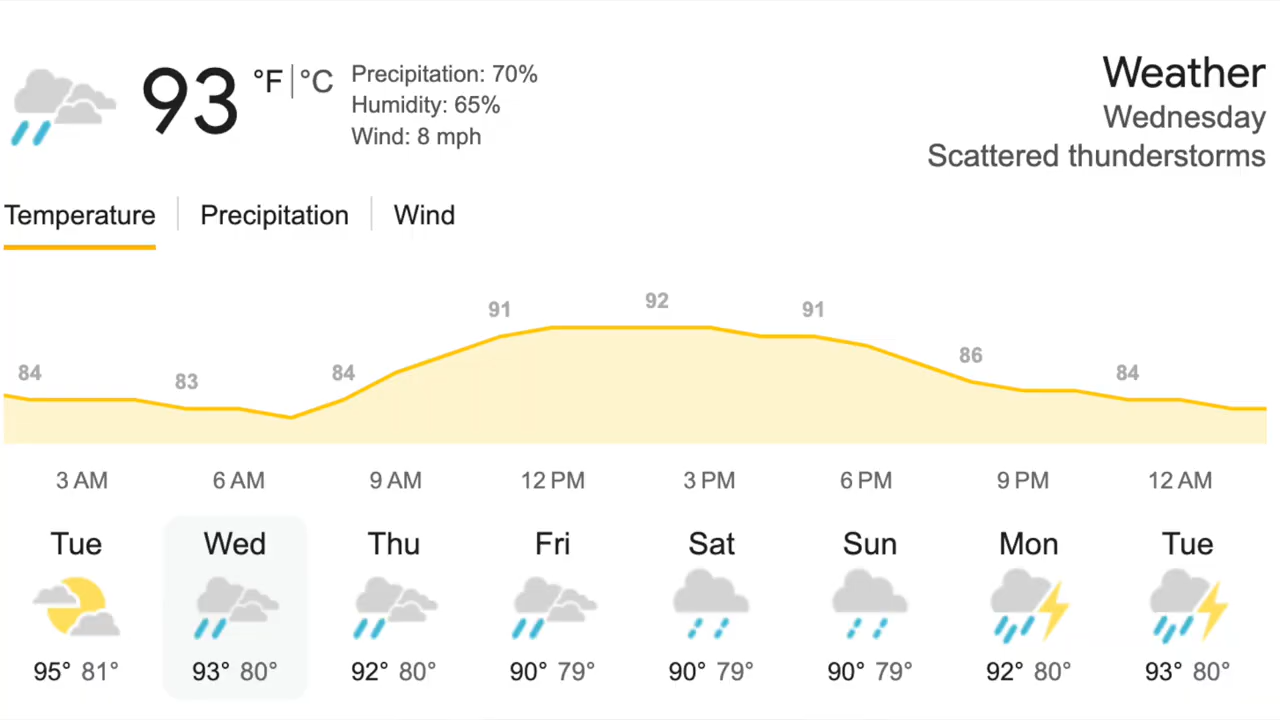 93 °F | °C
Precipitation: 70%
Humidity: 65%
Wind: 8 mph
Weather
Wednesday
Scattered thunderstorms
Temperature | Precipitation | Wind
84 83 84 91 92 91 86 84
3 AM 6 AM 9 AM 12 PM 3 PM 6 PM 9 PM 12 AM
Tue Wed Thu Fri Sat Sun Mon Tue
95° 81° 93° 80° 92° 80° 90° 79° 90° 79° 90° 79° 92° 80° 93° 80°